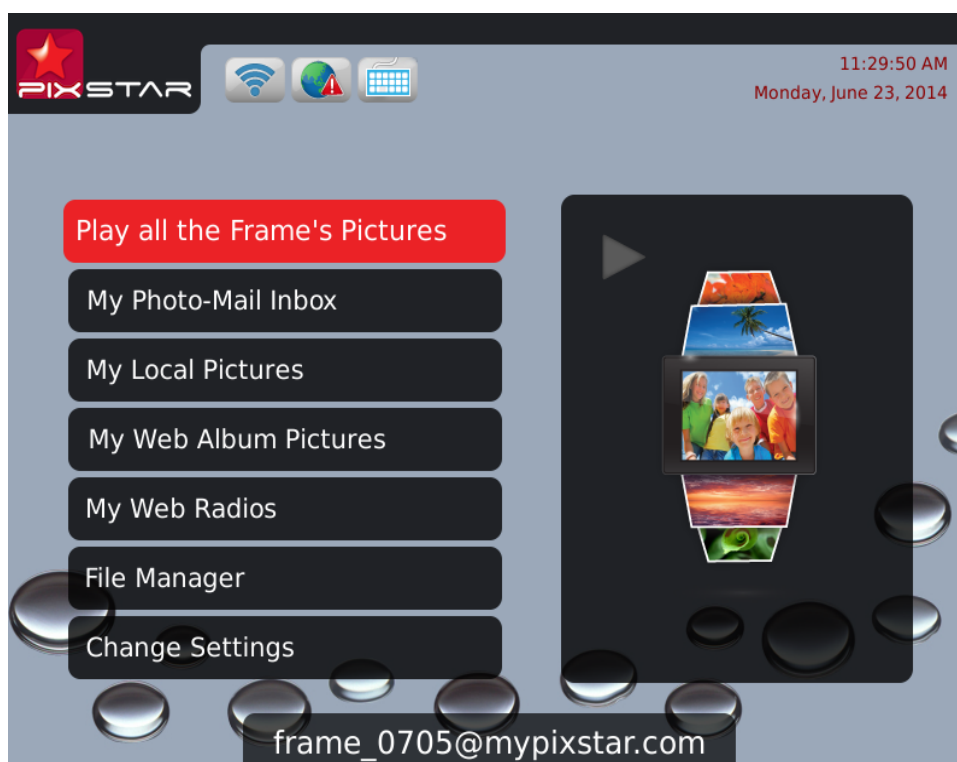 PIXSTAR
11:29:50 AM
Monday, June 23, 2014
Play all the Frame's Pictures
My Photo-Mail Inbox
My Local Pictures
My Web Album Pictures
My Web Radios
File Manager
Change Settings
frame_0705@mypixstar.com